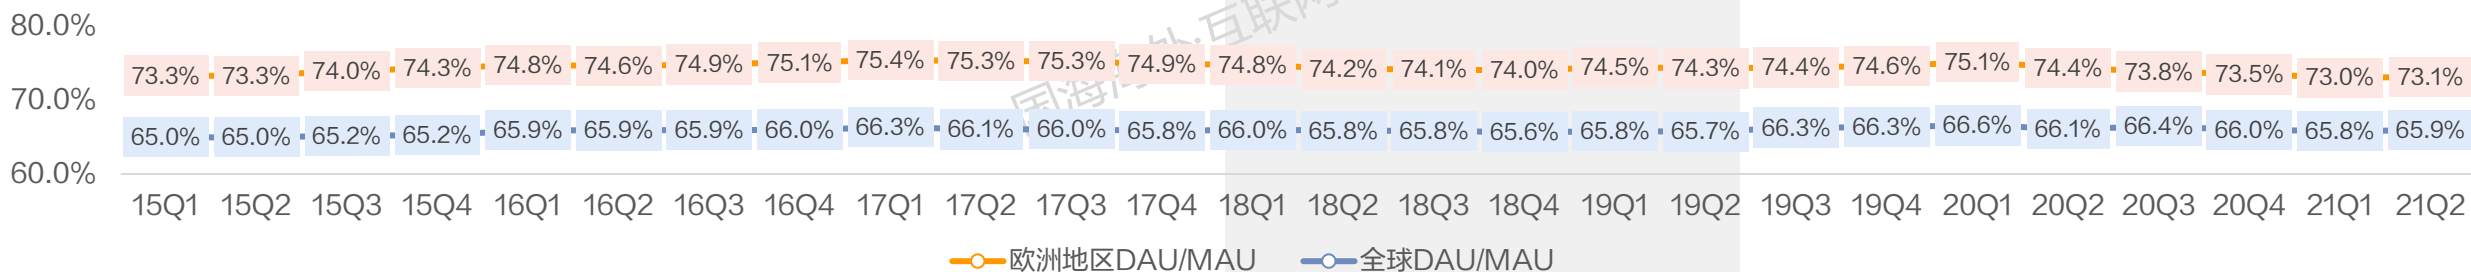 80.0%
73.3% 73.3% 74.0% 74.3% 74.8% 74.6% 74.9% 75.1% 75.4% 75.3% 75.3% 74.9% 74.8% 74.2% 74.1% 74.0% 74.5% 74.3% 74.4% 74.6% 75.1% 74.4% 73.8% 73.5% 73.0% 73.1%
70.0%
国海海外·互联网
65.0% 65.0% 65.2% 65.2% 65.9% 65.9% 65.9% 66.0% 66.3% 66.1% 66.0% 65.8% 66.0% 65.8% 65.8% 65.6% 65.8% 65.7% 66.3% 66.3% 66.6% 66.1% 66.4% 66.0% 65.8% 65.9%
60.0%
15Q1 15Q2 15Q3 15Q4 16Q1 16Q2 16Q3 16Q4 17Q1 17Q2 17Q3 17Q4 18Q1 18Q2 18Q3 18Q4 19Q1 19Q2 19Q3 19Q4 20Q1 20Q2 20Q3 20Q4 21Q1 21Q2
欧洲地区DAU/MAU 全球DAU/MAU